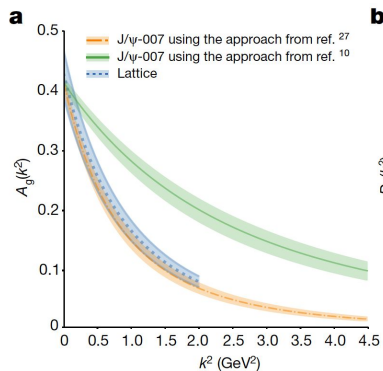 a
b
J/ψ-007 using the approach from ref. 27
J/ψ-007 using the approach from ref. 10
Lattice
0.5
0.4
0.3
0.2
0.1
0
A_g(k²)
0 0.5 1.0 1.5 2.0 2.5 3.0 3.5 4.0 4.5
k² (GeV²)